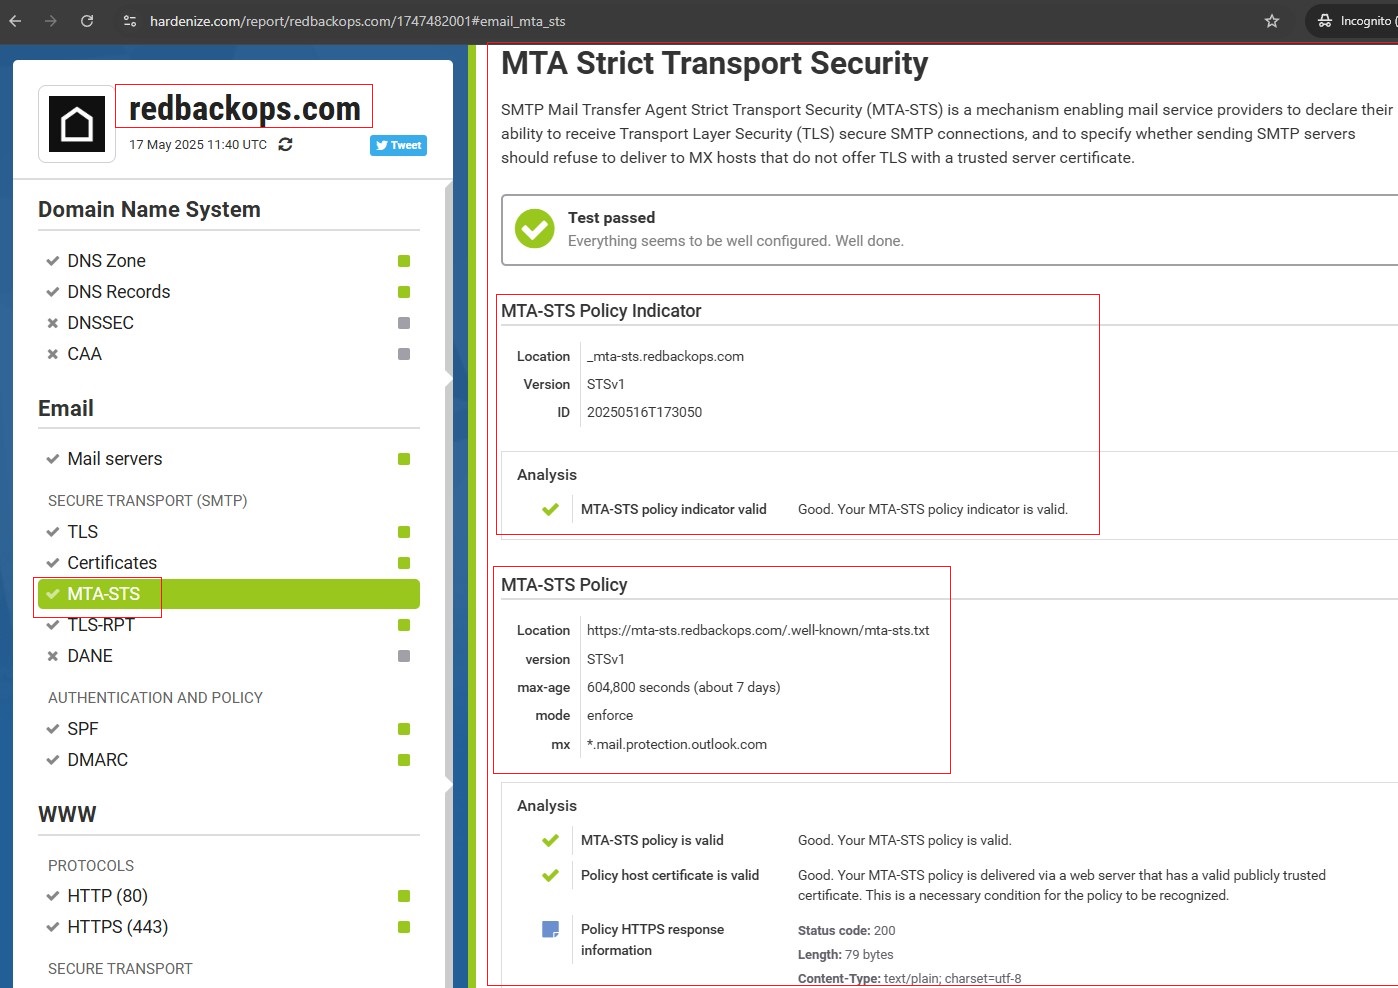 hardenize.com/report/redbackops.com/1747482001#email_mta_sts
Incognito (
redbackops.com
17 May 2025 11:40 UTC
Tweet
Domain Name System
DNS Zone
DNS Records
DNSSEC
CAA
Email
Mail servers
SECURE TRANSPORT (SMTP)
TLS
Certificates
MTA-STS
TLS-RPT
DANE
AUTHENTICATION AND POLICY
SPF
DMARC
WWW
PROTOCOLS
HTTP (80)
HTTPS (443)
SECURE TRANSPORT
MTA Strict Transport Security
SMTP Mail Transfer Agent Strict Transport Security (MTA-STS) is a mechanism enabling mail service providers to declare their
ability to receive Transport Layer Security (TLS) secure SMTP connections, and to specify whether sending SMTP servers
should refuse to deliver to MX hosts that do not offer TLS with a trusted server certificate.
Test passed
Everything seems to be well configured. Well done.
MTA-STS Policy Indicator
Location _mta-sts.redbackops.com
Version STSv1
ID 20250516T173050
Analysis
MTA-STS policy indicator valid Good. Your MTA-STS policy indicator is valid.
MTA-STS Policy
Location https://mta-sts.redbackops.com/.well-known/mta-sts.txt
version STSv1
max-age 604,800 seconds (about 7 days)
mode enforce
mx *.mail.protection.outlook.com
Analysis
MTA-STS policy is valid Good. Your MTA-STS policy is valid.
Policy host certificate is valid Good. Your MTA-STS policy is delivered via a web server that has a valid publicly trusted
certificate. This is a necessary condition for the policy to be recognized.
Policy HTTPS response
information
Status code: 200
Length: 79 bytes
Content-Type: text/plain; charset=utf-8